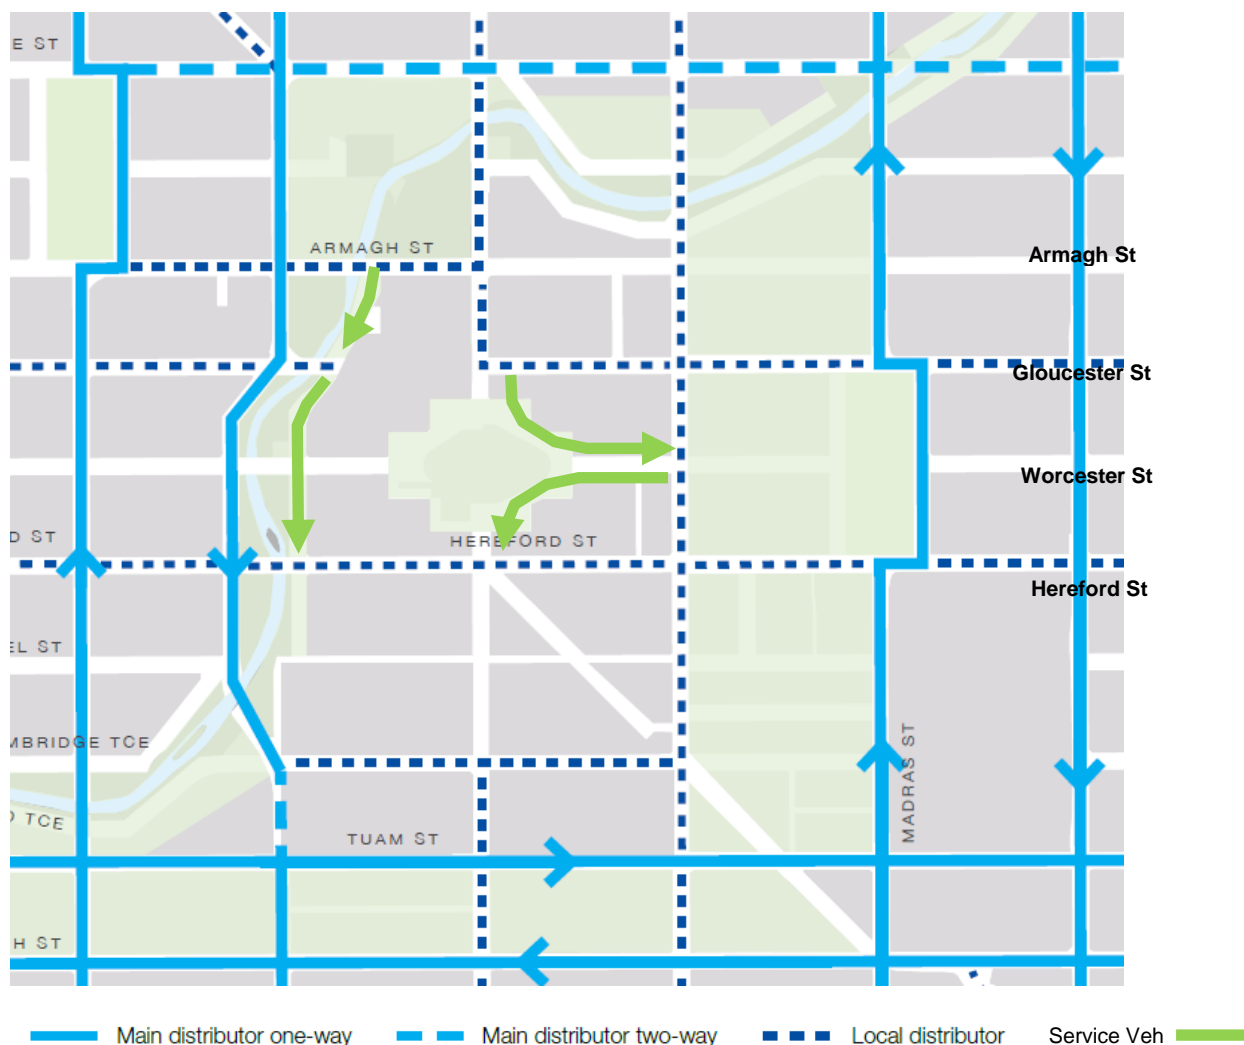 E ST
ARMAGH ST
Armagh St
Gloucester St
Worcester St
D ST
HEREFORD ST
Hereford St
EL ST
MBRIDGE TCE
MADRAS ST
TCE
TUAM ST
H ST
Main distributor one-way
Main distributor two-way
Local distributor
Service Veh